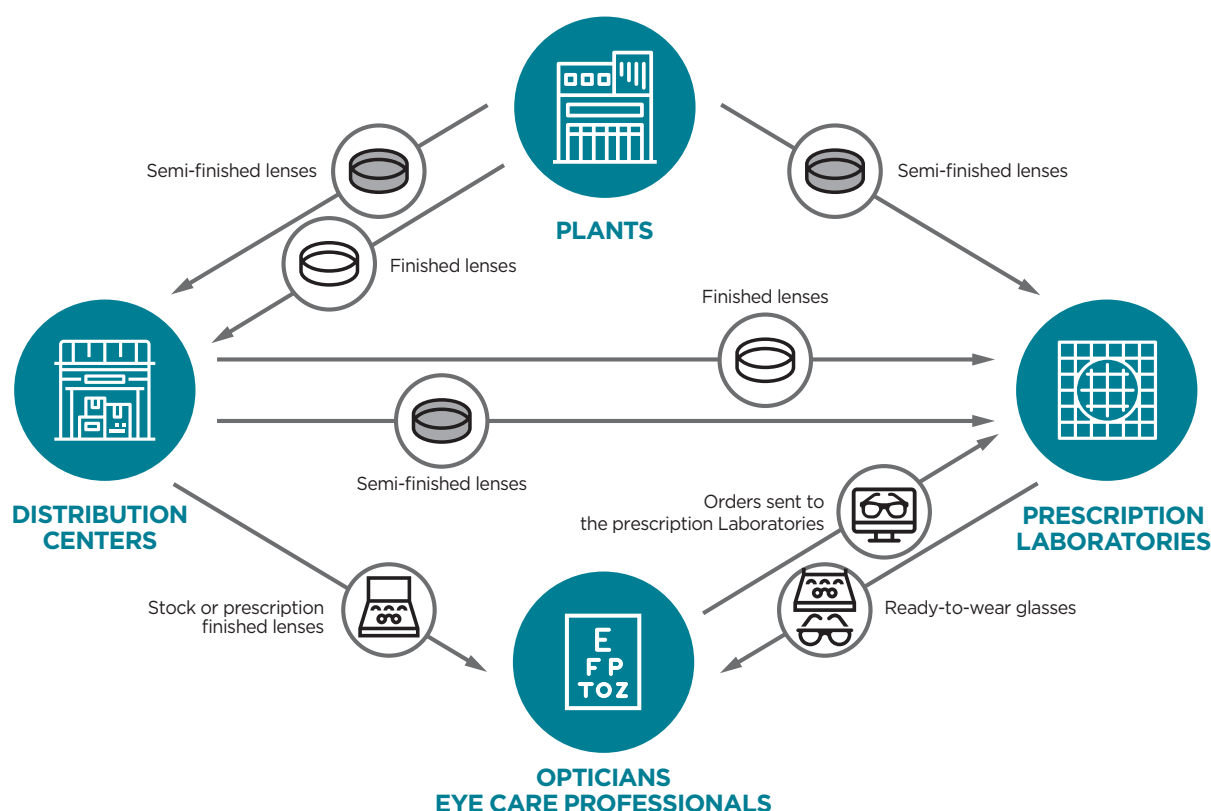 Semi-finished lenses
Semi-finished lenses
PLANTS
Finished lenses
Finished lenses
Semi-finished lenses
DISTRIBUTION
CENTERS
Orders sent to
the prescription Laboratories
PRESCRIPTION
LABORATORIES
Stock or prescription
finished lenses
Ready-to-wear glasses
E
F P
TOZ
OPTICIANS
EYE CARE PROFESSIONALS